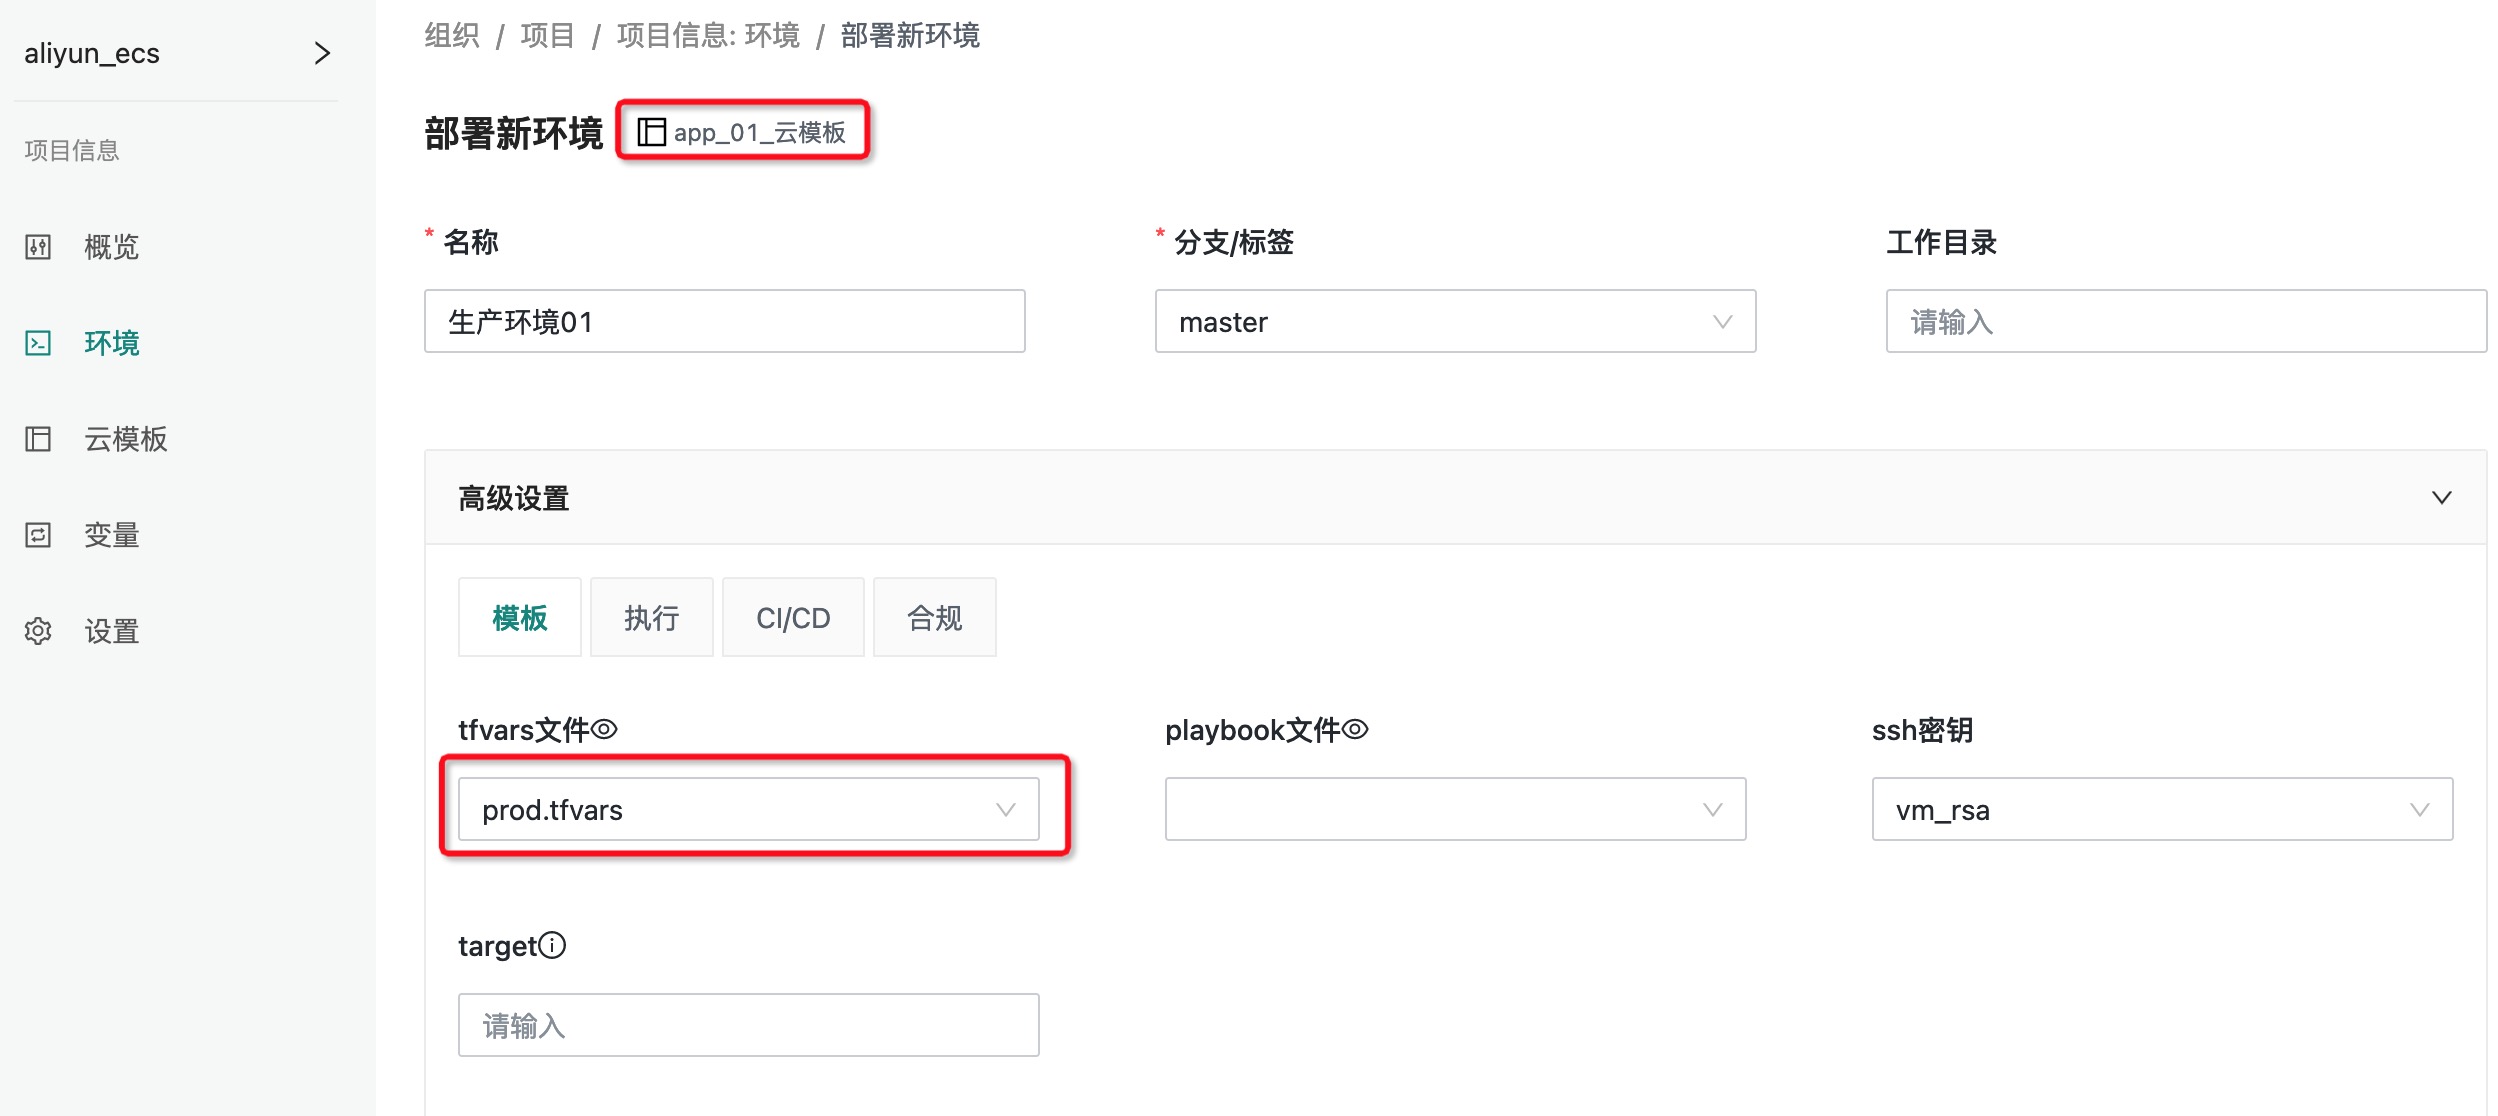 aliyun_ecs
项目信息
概览
环境
云模板
变量
设置
组织 / 项目 / 项目信息: 环境 / 部署新环境
部署新环境 app_01_云模板
* 名称
生产环境01
* 分支/标签
master
工作目录
请输入
高级设置
模板 执行 CI/CD 合规
tfvars文件
prod.tfvars
playbook文件
ssh密钥
vm_rsa
target
请输入